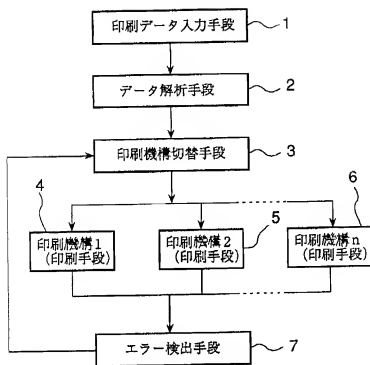 印刷データ入力手段
1
データ解析手段
2
印刷機構切替手段
3
4
5
6
印刷機構1
(印刷手段)
印刷機構2
(印刷手段)
印刷機構n
(印刷手段)
エラー検出手段
7